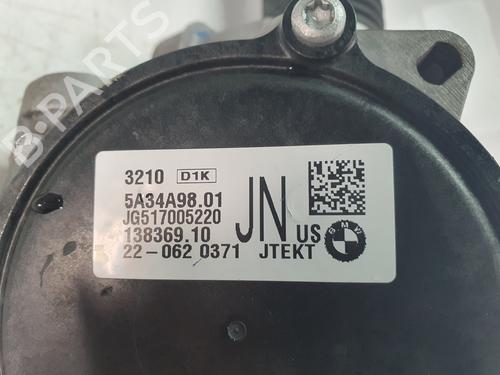 3210 D1K
5A34A98.01
JG517005220
138369.10
22-062 0371 JTEKT
JN US
BMW
B-PARTS